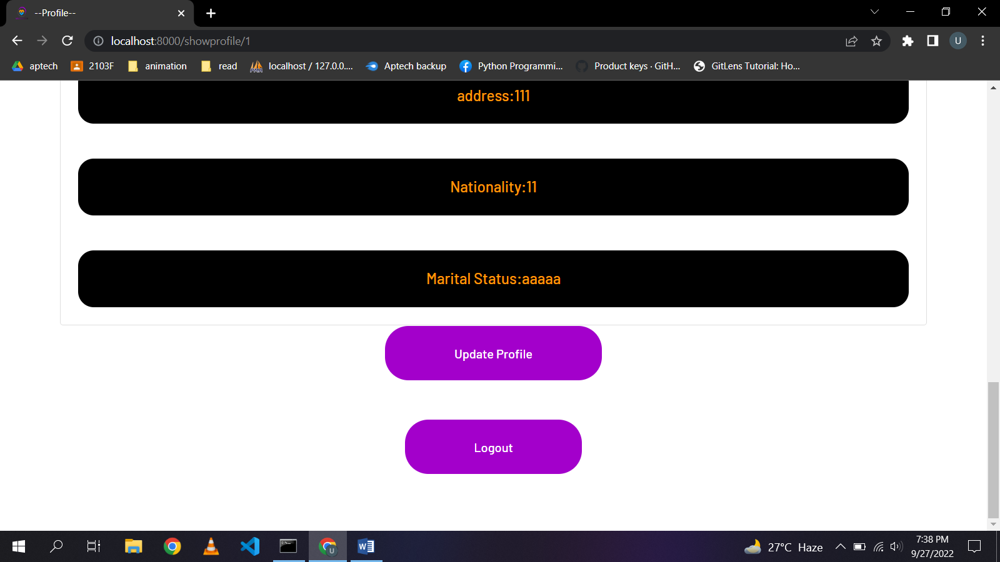 --Profile--
localhost:8000/showprofile/1
U
aptech
2103F
animation
read
localhost / 127.0.0....
Aptech backup
Python Programmi...
Product keys · GitH...
GitLens Tutorial: Ho...
address:111
Nationality:11
Marital Status:aaaaa
Update Profile
Logout
27°C Haze
7:38 PM
9/27/2022